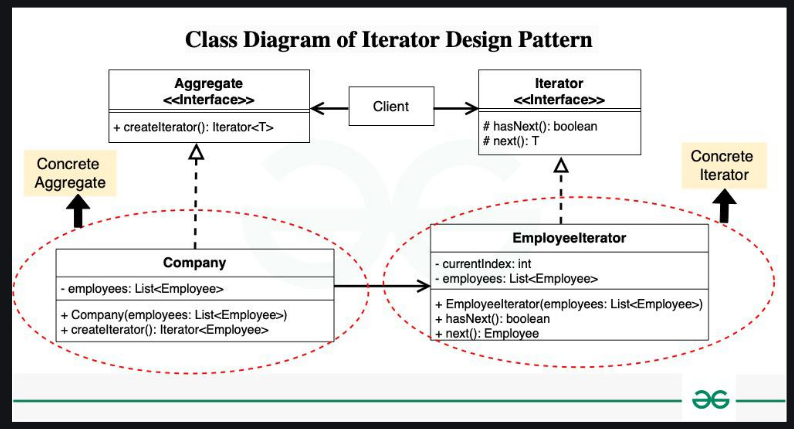 Class Diagram of Iterator Design Pattern
Aggregate
<<Interface>>
+ createIterator(): Iterator<T>
Client
Iterator
<<Interface>>
# hasNext(): boolean
# next(): T
Concrete
Aggregate
Concrete
Iterator
Company
- employees: List<Employee>
+ Company(employees: List<Employee>)
+ createIterator(): Iterator<Employee>
EmployeeIterator
- currentIndex: int
- employees: List<Employee>
+ EmployeeIterator(employees: List<Employee>)
+ hasNext(): boolean
+ next(): Employee